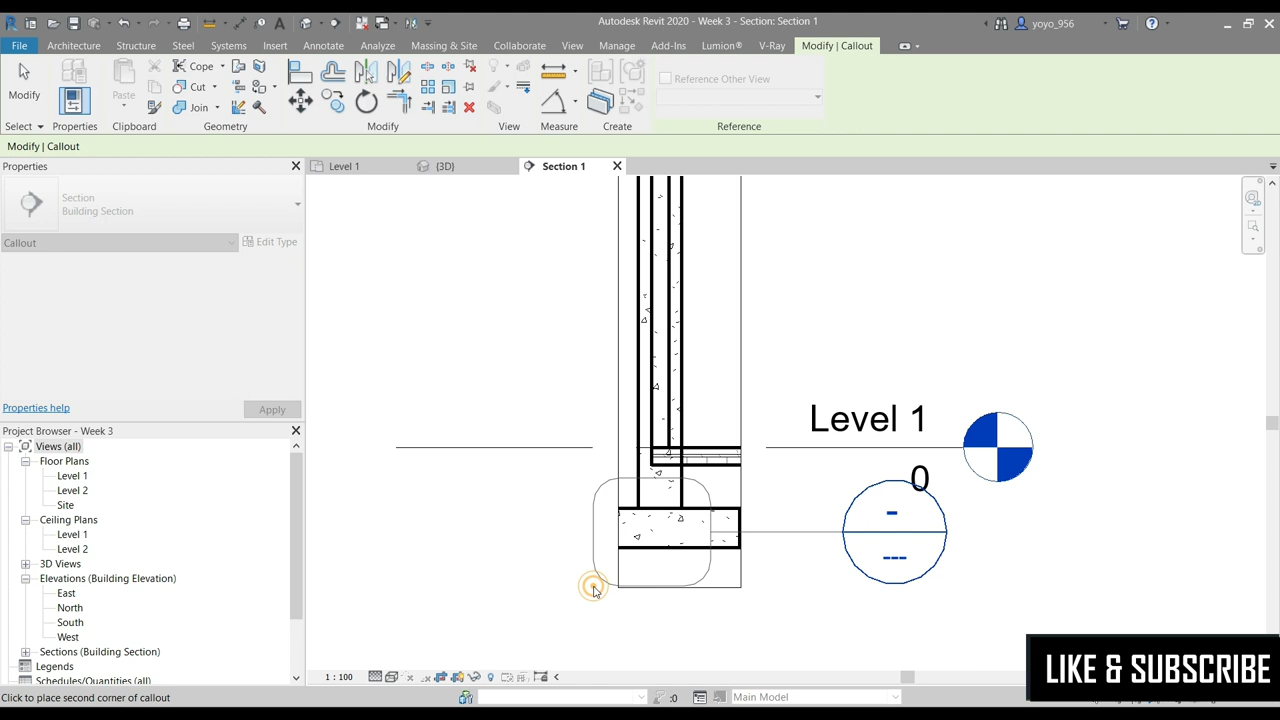 Autodesk Revit 2020 - Week 3 - Section: Section 1
yoyo_956
File Architecture Structure Steel Systems Insert Annotate Analyze Massing & Site Collaborate View Manage Add-Ins Lumion® V-Ray Modify | Callout
Modify
Paste
Cope
Cut
Join
Reference Other View
Select Properties Clipboard Geometry Modify View Measure Create Reference
Modify | Callout
Properties
Level 1
{3D}
Section 1
Section
Building Section
Callout
Edit Type
Properties help
Apply
Project Browser - Week 3
Views (all)
Floor Plans
Level 1
Level 2
Site
Ceiling Plans
Level 1
Level 2
3D Views
Elevations (Building Elevation)
East
North
South
West
Sections (Building Section)
Legends
Schedules/Quantities (all)
Level 1
0
-
---
1 : 100
Click to place second corner of callout
:0
Main Model
LIKE & SUBSCRIBE